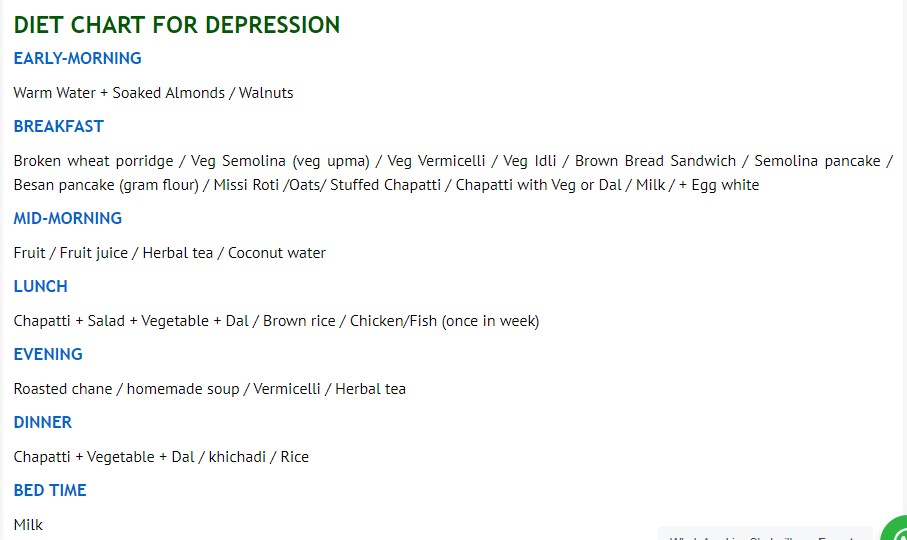 DIET CHART FOR DEPRESSION
EARLY-MORNING
Warm Water + Soaked Almonds / Walnuts
BREAKFAST
Broken wheat porridge / Veg Semolina (veg upma) / Veg Vermicelli / Veg Idli / Brown Bread Sandwich / Semolina pancake /
Besan pancake (gram flour) / Missi Roti /Oats/ Stuffed Chapatti / Chapatti with Veg or Dal / Milk / + Egg white
MID-MORNING
Fruit / Fruit juice / Herbal tea / Coconut water
LUNCH
Chapatti + Salad + Vegetable + Dal / Brown rice / Chicken/Fish (once in week)
EVENING
Roasted chane / homemade soup / Vermicelli / Herbal tea
DINNER
Chapatti + Vegetable + Dal / khichadi / Rice
BED TIME
Milk